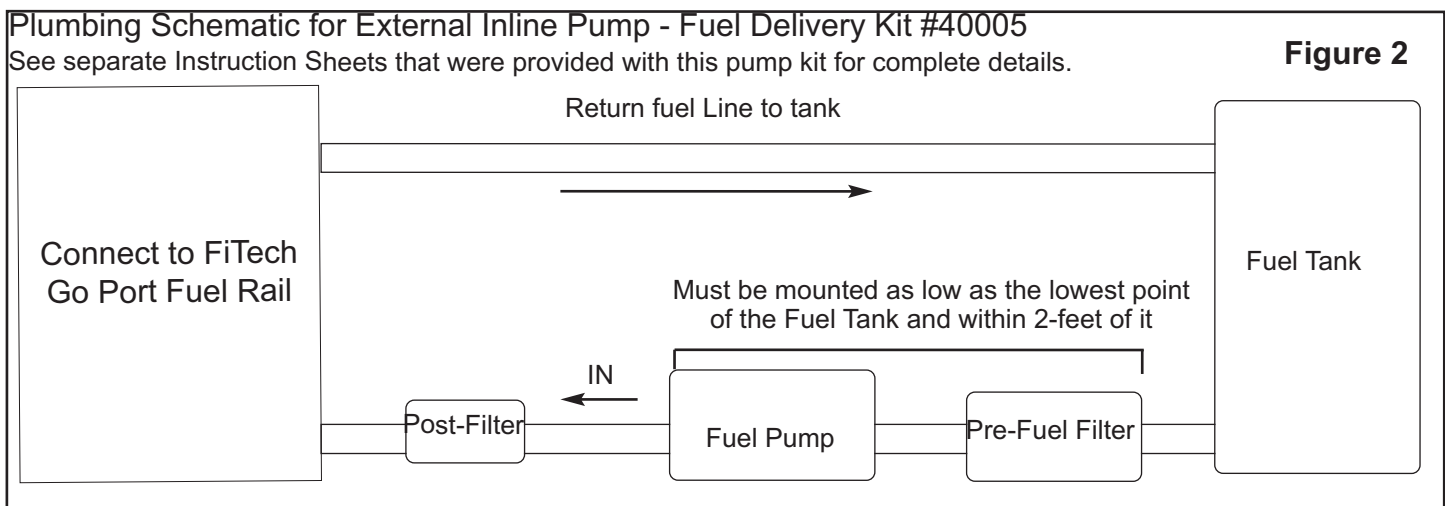 Plumbing Schematic for External Inline Pump - Fuel Delivery Kit #40005
See separate Instruction Sheets that were provided with this pump kit for complete details.
Figure 2
Return fuel Line to tank
Connect to FiTech
Go Port Fuel Rail
Fuel Tank
Must be mounted as low as the lowest point
of the Fuel Tank and within 2-feet of it
IN
Post-Filter
Fuel Pump
Pre-Fuel Filter